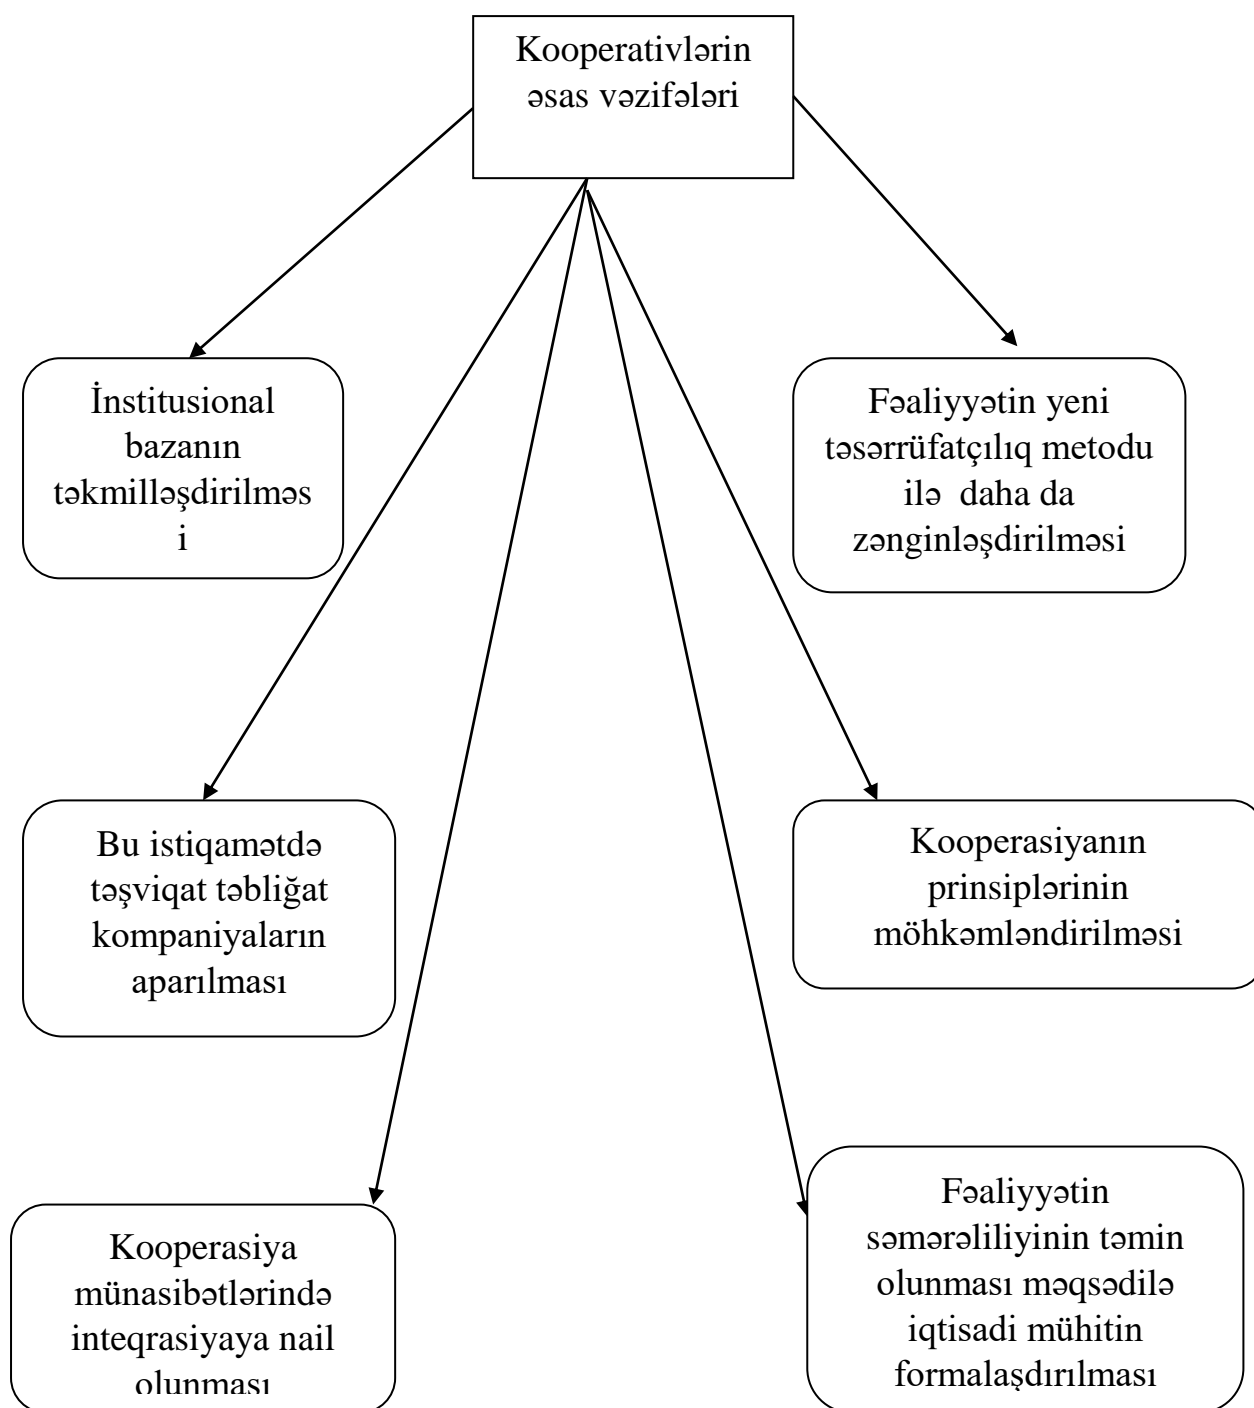 Kooperativlərin
əsas vəzifələri
İnstitusional
bazanın
təkmilləşdirilməs
i
Fəaliyyətin yeni
təsərrüfatçılıq metodu
ilə daha da
zənginləşdirilməsi
Bu istiqamətdə
təşviqat təbliğat
kompaniyaların
aparılması
Kooperasiyanın
prinsiplərinin
möhkəmləndirilməsi
Kooperasiya
münasibətlərində
inteqrasiyaya nail
olunması
Fəaliyyətin
səmərəliliyinin təmin
olunması məqsədilə
iqtisadi mühitin
formalaşdırılması